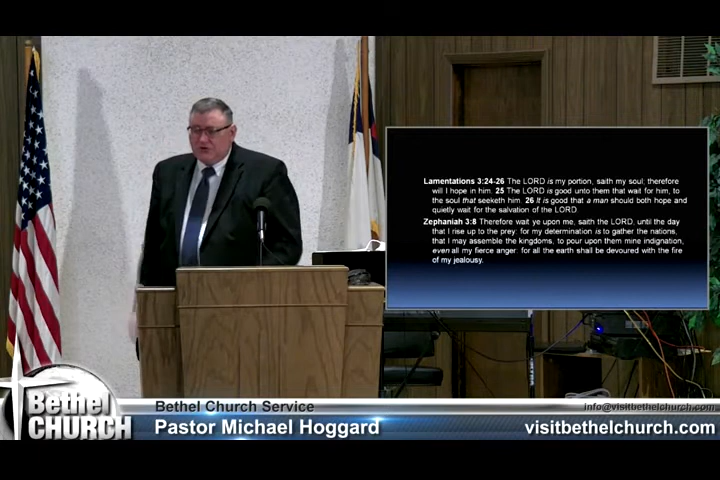 Lamentations 3:24-26 The LORD is my portion, saith my soul; therefore
will I hope in him. 25 The LORD is good unto them that wait for him, to
the soul that seeketh him. 26 It is good that a man should both hope and
quietly wait for the salvation of the LORD.
Zephaniah 3:8 Therefore wait ye upon me, saith the LORD, until the day
that I rise up to the prey: for my determination is to gather the nations,
that I may assemble the kingdoms, to pour upon them mine indignation,
even all my fierce anger: for all the earth shall be devoured with the fire
of my jealousy.
Bethel
CHURCH
Bethel Church Service
info@visitbethelchurch.com
Pastor Michael Hoggard
visitbethelchurch.com